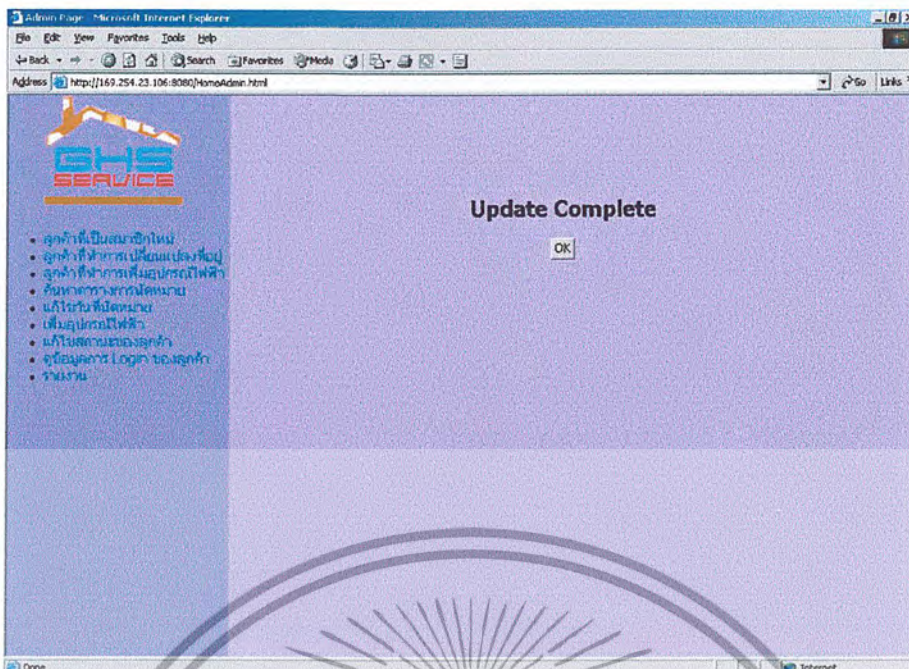 Admin Page - Microsoft Internet Explorer
File Edit View Favorites Tools Help
Back Search Favorites Media
Address http://169.254.23.106:8080/HomeAdmin.html Go Links
GHS
SERVICE
Update Complete
OK
ลูกค้าที่เป็นสมาชิกใหม่
ลูกค้าที่ทำการเปลี่ยนแปลงที่อยู่
ลูกค้าที่ทำการเพิ่มอุปกรณ์ไฟฟ้า
ค้นหาตารางการนัดหมาย
แก้ไขวันที่นัดหมาย
เพิ่มอุปกรณ์ไฟฟ้า
แก้ไขสถานะของลูกค้า
ดูข้อมูลการ Login ของลูกค้า
รายงาน
Done Internet